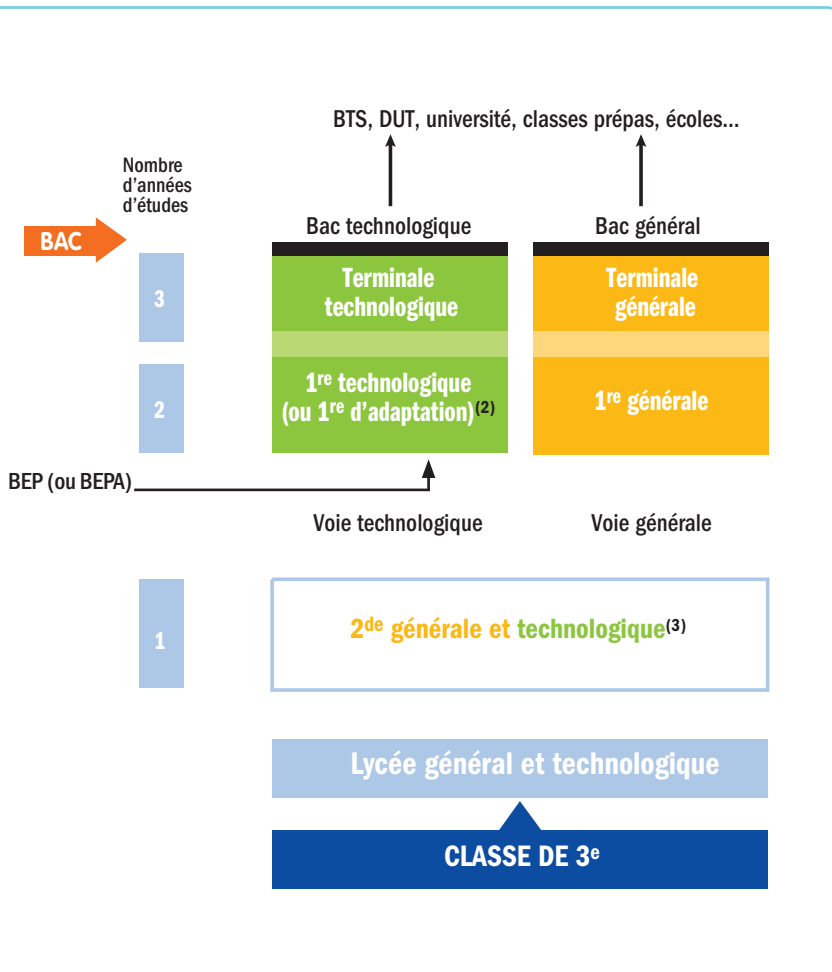 BTS, DUT, université, classes prépas, écoles...
Nombre
d'années
d'études
BAC
Bac technologique
Bac général
3
Terminale
technologique
Terminale
générale
2
1re technologique
(ou 1re d'adaptation)(2)
1re générale
BEP (ou BEPA)
Voie technologique
Voie générale
1
2de générale et technologique(3)
Lycée général et technologique
CLASSE DE 3e